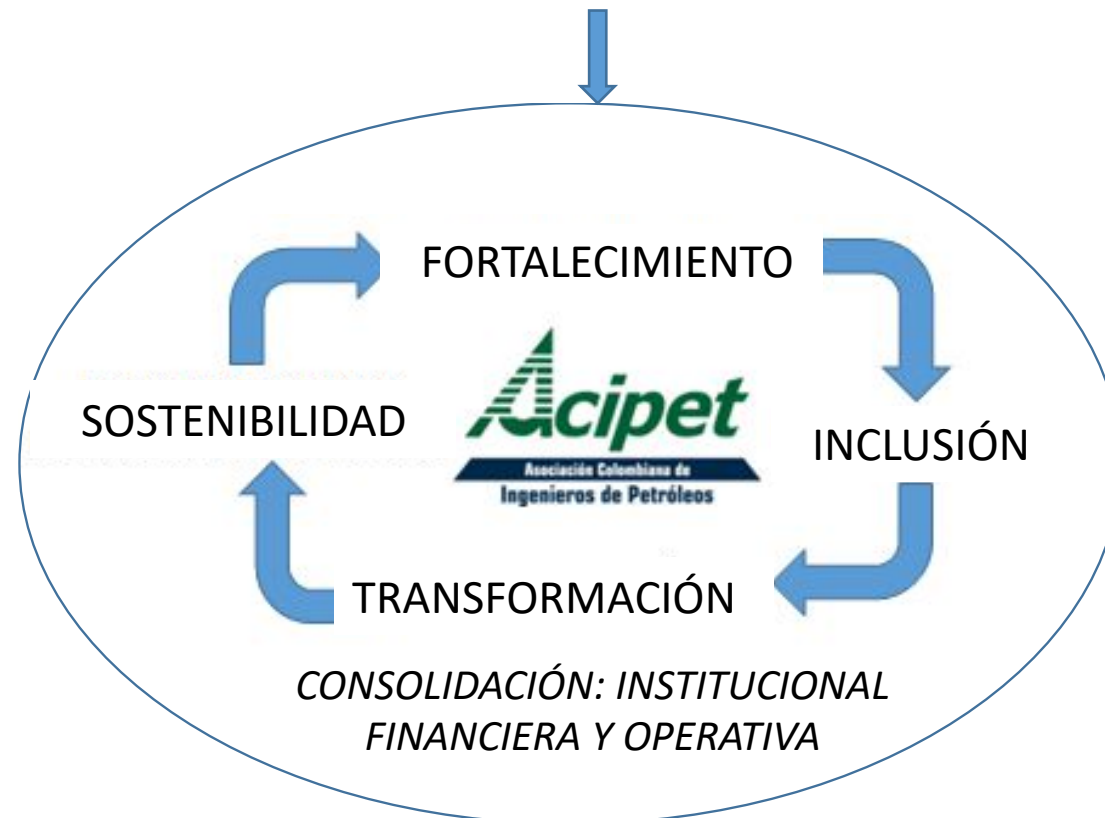 FORTALECIMIENTO
SOSTENIBILIDAD
Acipet
Asociación Colombiana de
Ingenieros de Petróleos
INCLUSIÓN
TRANSFORMACIÓN
CONSOLIDACIÓN: INSTITUCIONAL
FINANCIERA Y OPERATIVA